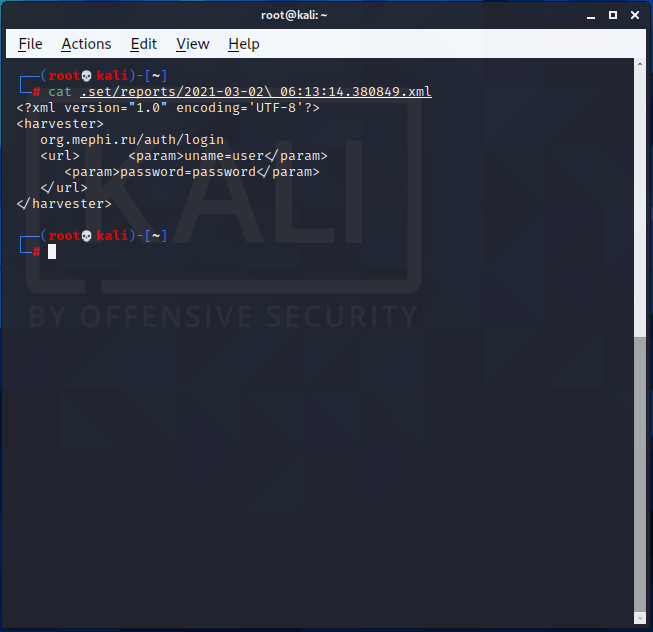 root@kali: ~
File Actions Edit View Help
┌──(root💀kali)-[~]
└─# cat .set/reports/2021-03-02\ 06:13:14.380849.xml
<?xml version="1.0" encoding='UTF-8'?>
<harvester>
   org.mephi.ru/auth/login
   <url>      <param>uname=user</param>
      <param>password=password</param>
   </url>
</harvester>
┌──(root💀kali)-[~]
└─#
KALI
BY OFFENSIVE SECURITY